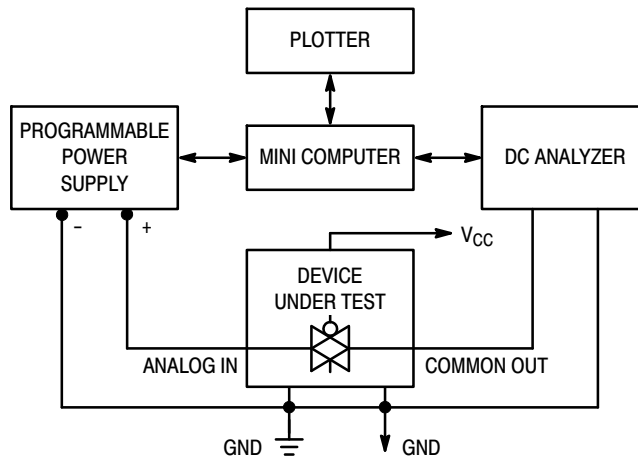 PLOTTER
PROGRAMMABLE
POWER
SUPPLY
MINI COMPUTER
DC ANALYZER
− +
VCC
DEVICE
UNDER TEST
ANALOG IN
COMMON OUT
GND
GND